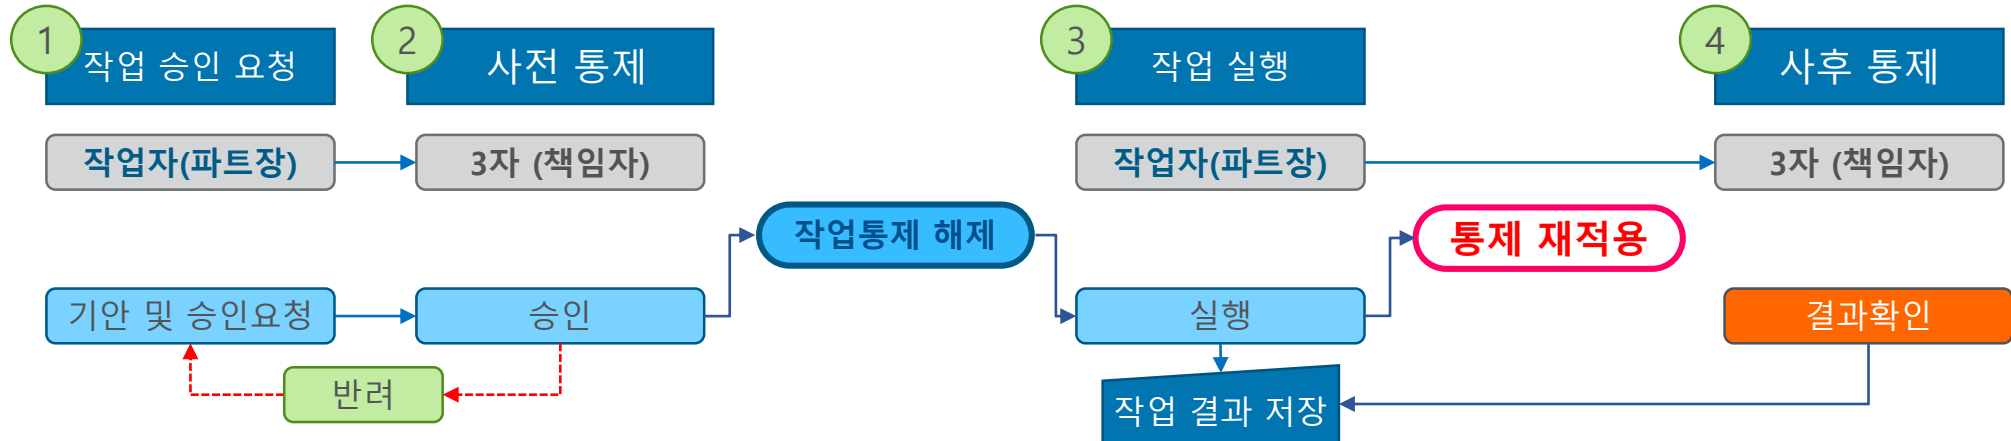 1
작업 승인 요청
2
사전 통제
3
작업 실행
4
사후 통제
작업자(파트장)
3자 (책임자)
작업자(파트장)
3자 (책임자)
작업통제 해제
통제 재적용
기안 및 승인요청
승인
실행
결과확인
반려
작업 결과 저장